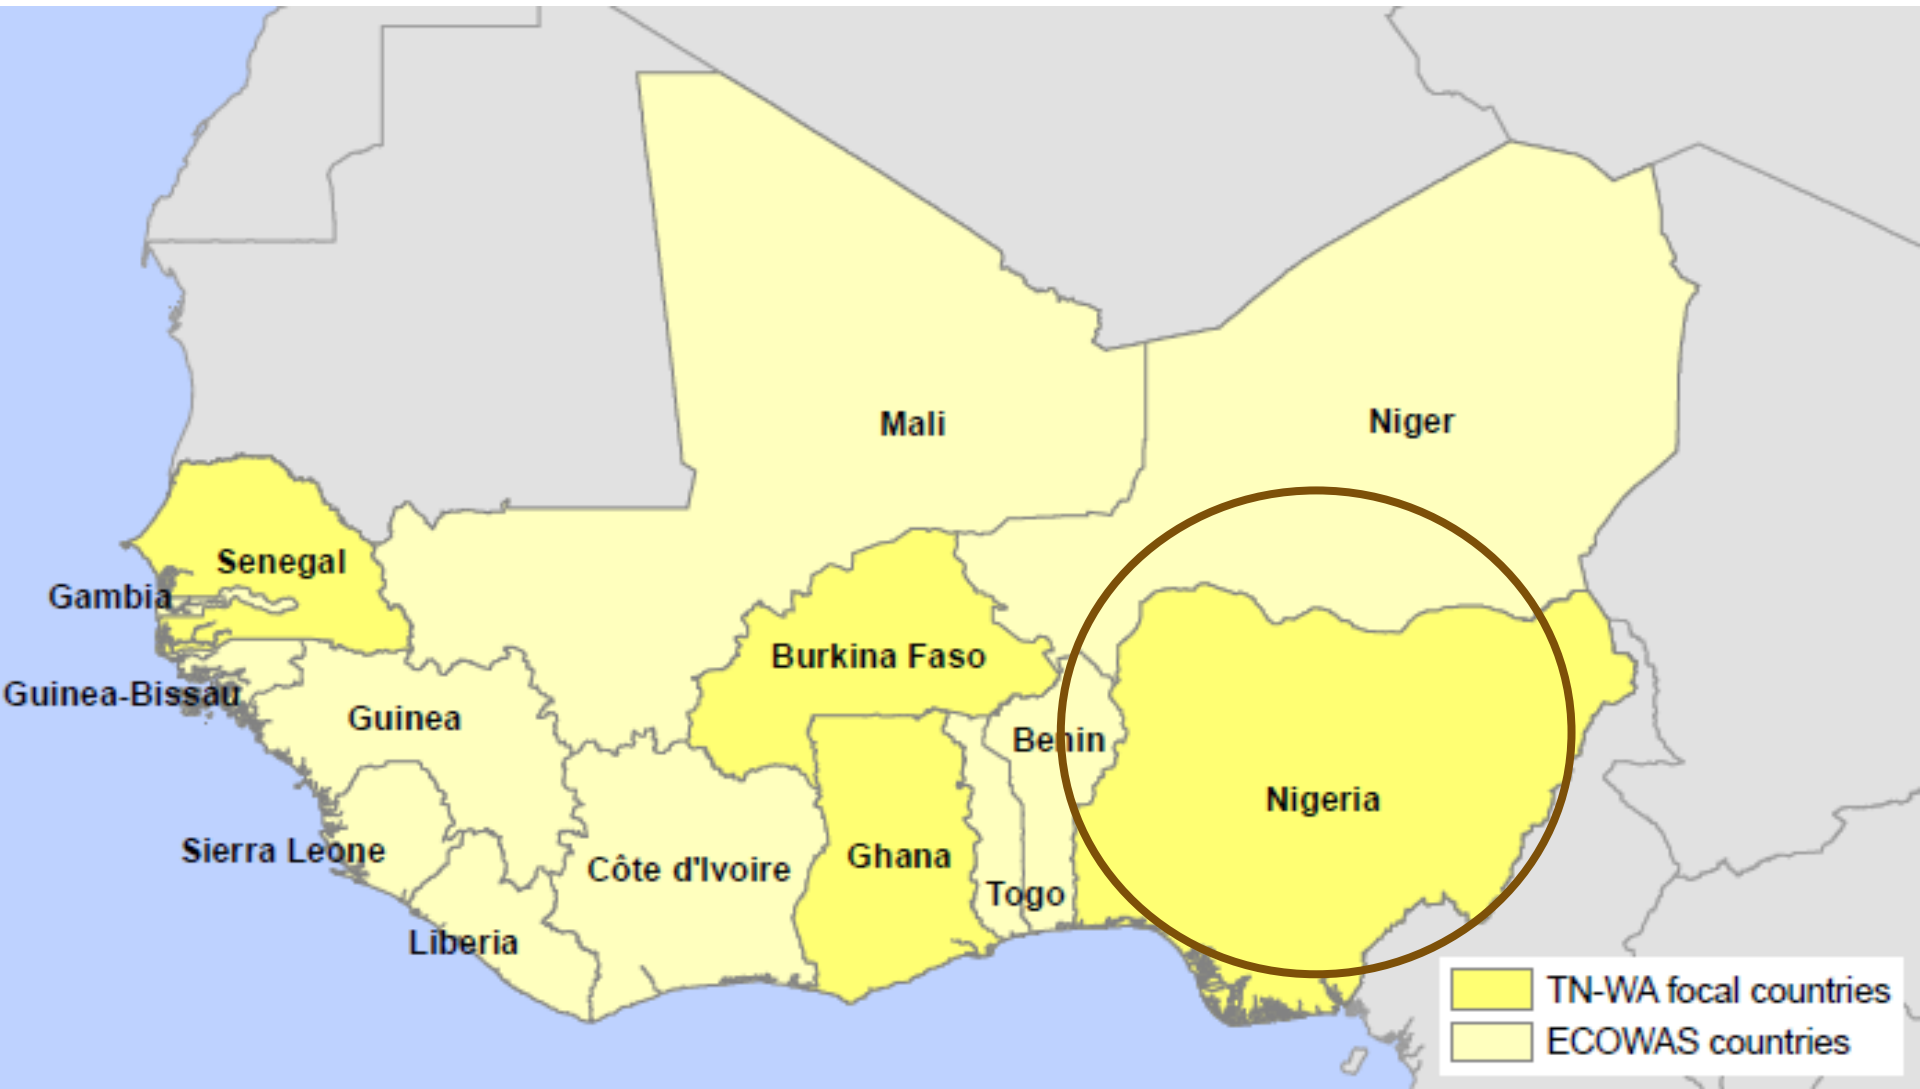 Mali
Niger
Senegal
Gambia
Burkina Faso
Guinea-Bissau
Guinea
Benin
Nigeria
Sierra Leone
Côte d'Ivoire
Ghana
Togo
Liberia
TN-WA focal countries
ECOWAS countries